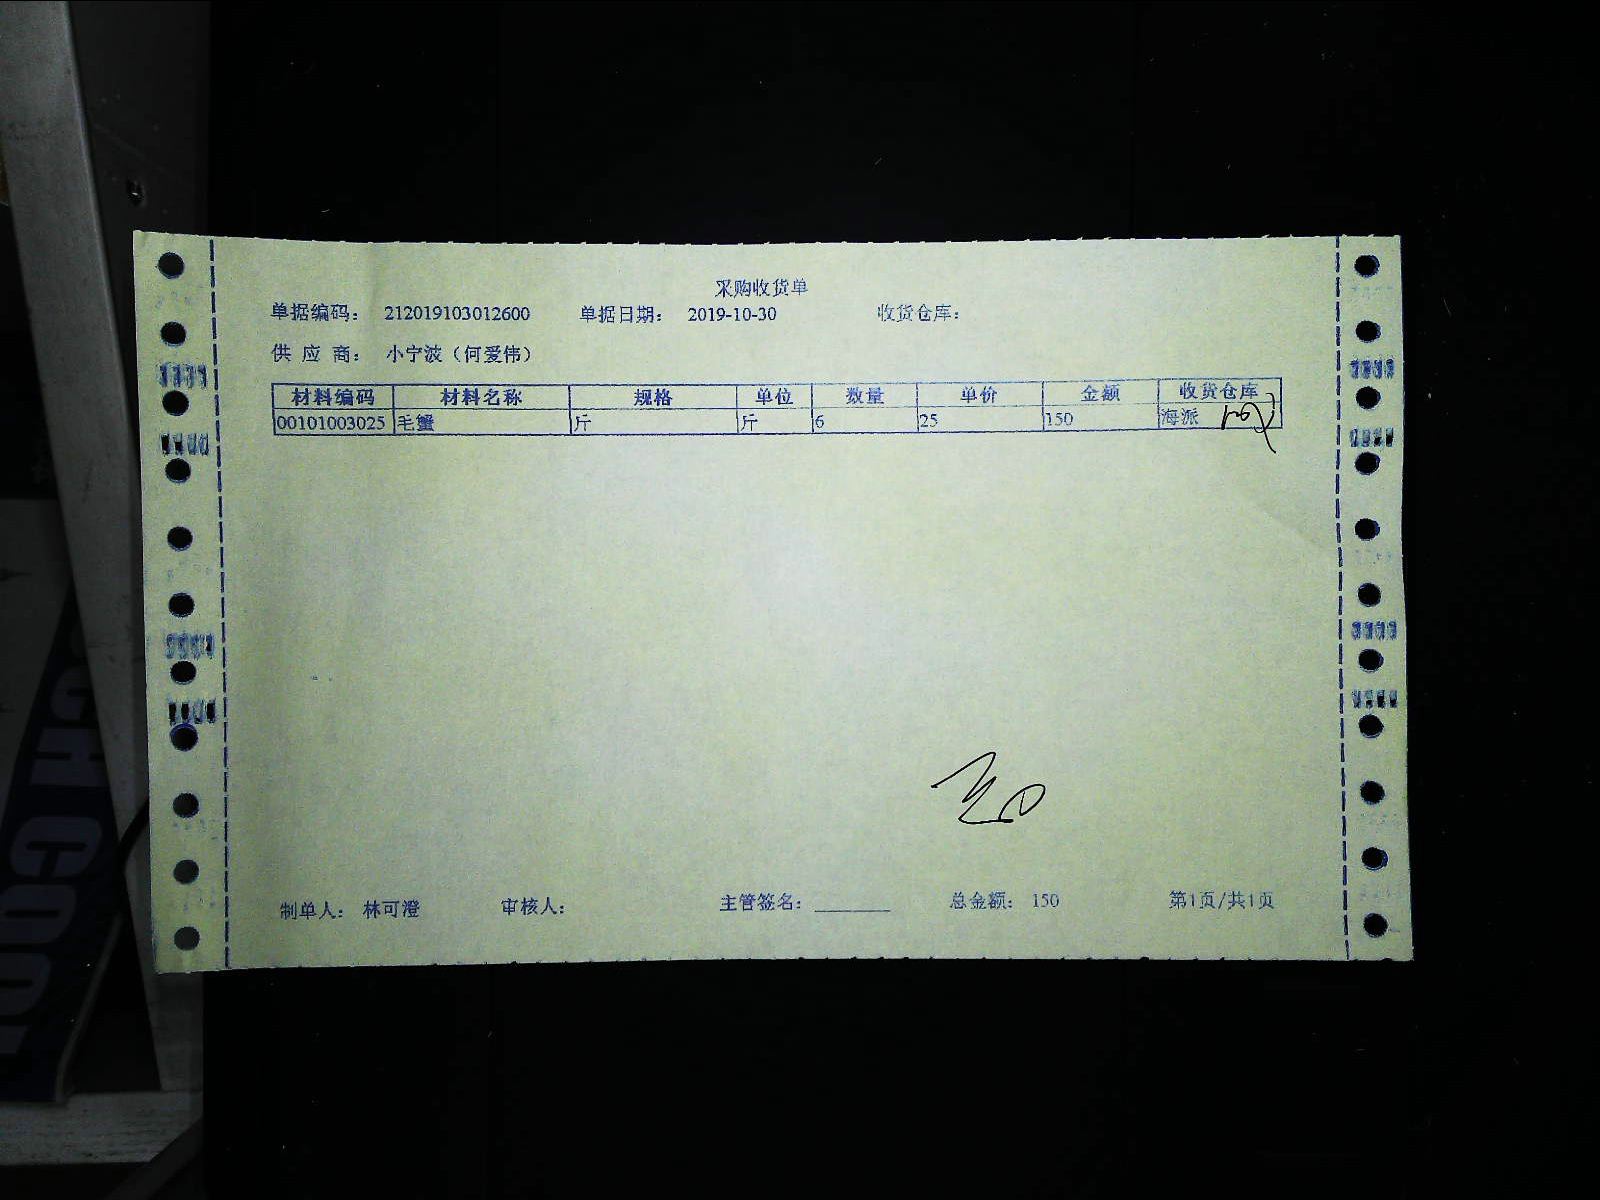 采购收货单
单据编码： 212019103012600 单据日期： 2019-10-30 收货仓库：
供 应 商： 小宁波（何爱伟）
材料编码 材料名称 规格 单位 数量 单价 金额 收货仓库
00101003025 毛蟹 斤 斤 6 25 150 海派
制单人： 林可澄 审核人： 主管签名： ________ 总金额： 150 第1页/共1页